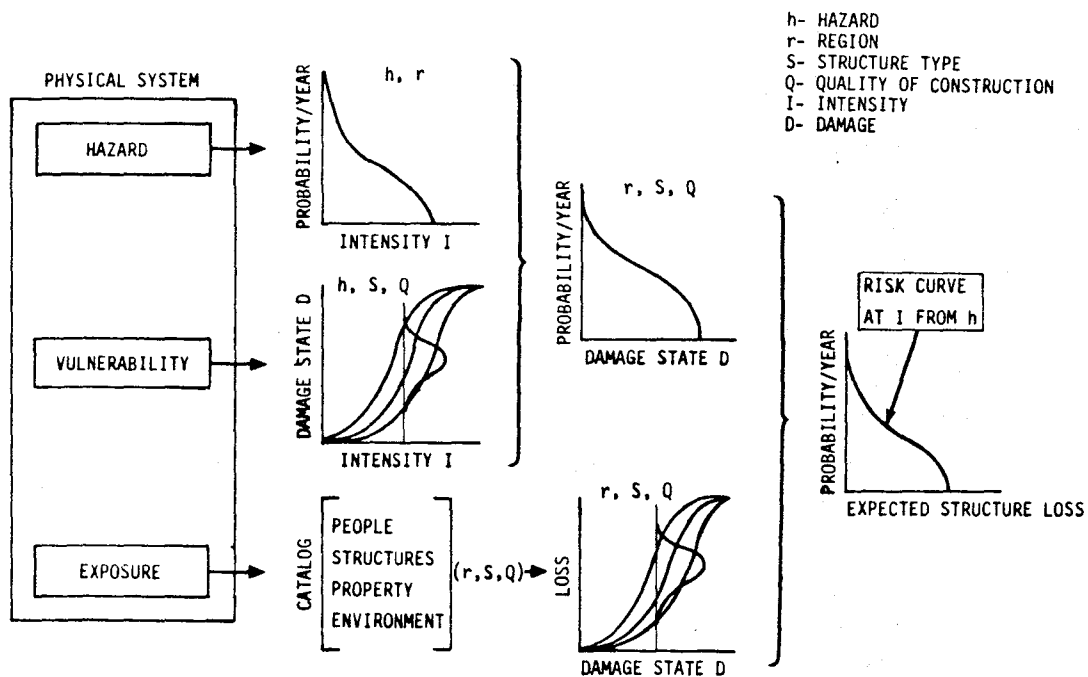 h- HAZARD
r- REGION
S- STRUCTURE TYPE
Q- QUALITY OF CONSTRUCTION
I- INTENSITY
D- DAMAGE
PHYSICAL SYSTEM
HAZARD
VULNERABILITY
EXPOSURE
h, r
PROBABILITY/YEAR
INTENSITY I
h, S, Q
DAMAGE STATE D
INTENSITY I
CATALOG
PEOPLE
STRUCTURES
PROPERTY
ENVIRONMENT
(r,S,Q)
r, S, Q
PROBABILITY/YEAR
DAMAGE STATE D
r, S, Q
LOSS
DAMAGE STATE D
RISK CURVE
AT I FROM h
PROBABILITY/YEAR
EXPECTED STRUCTURE LOSS